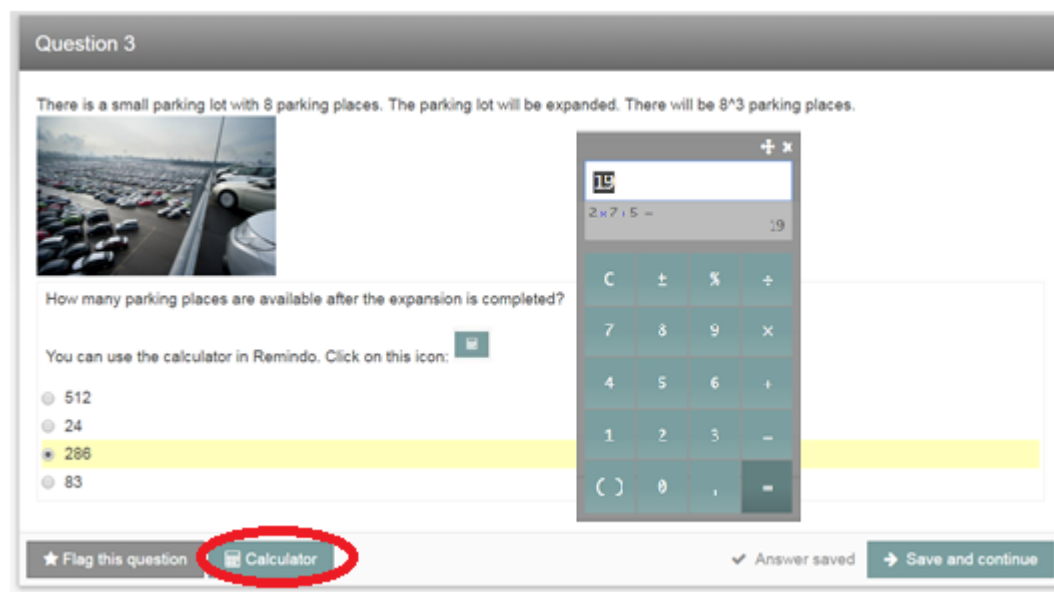 Question 3
There is a small parking lot with 8 parking places. The parking lot will be expanded. There will be 8^3 parking places.
19
2×7+5 =
19
C ± % ÷
7 8 9 ×
4 5 6 +
1 2 3 −
( ) 0 , =
How many parking places are available after the expansion is completed?
You can use the calculator in Remindo. Click on this icon:
512
24
286
83
Flag this question
Calculator
Answer saved
Save and continue